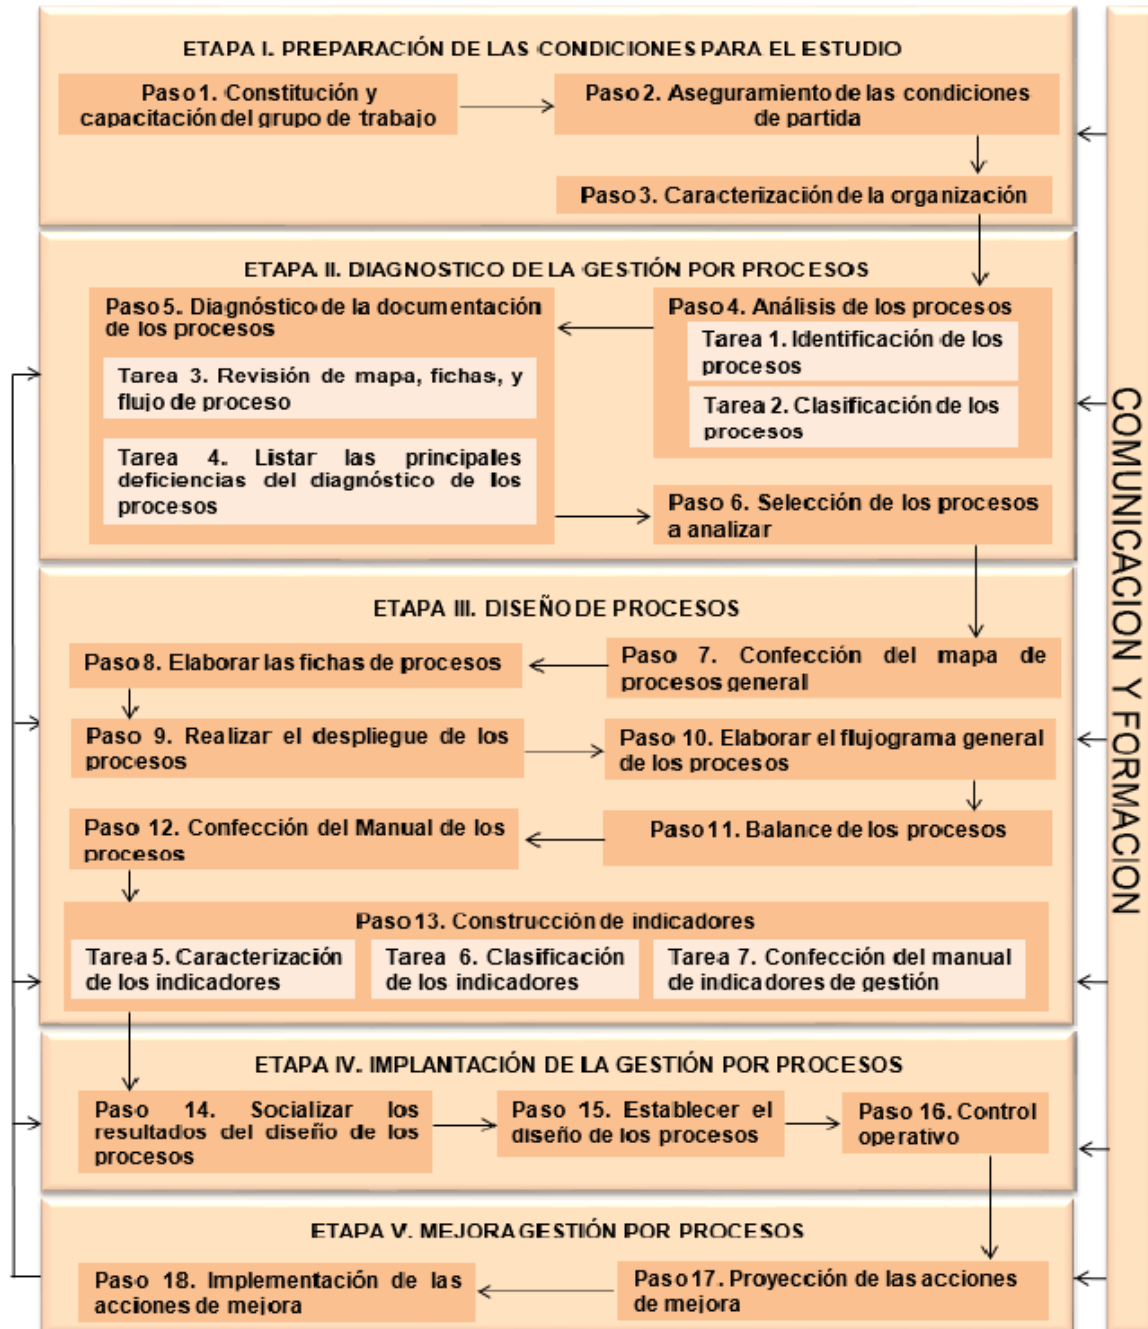 ETAPA I. PREPARACIÓN DE LAS CONDICIONES PARA EL ESTUDIO
Paso 1. Constitución y
capacitación del grupo de trabajo
Paso 2. Aseguramiento de las condiciones
de partida
Paso 3. Caracterización de la organización
ETAPA II. DIAGNOSTICO DE LA GESTIÓN POR PROCESOS
Paso 4. Análisis de los procesos
Tarea 1. Identificación de los
procesos
Tarea 2. Clasificación de los
procesos
Paso 5. Diagnóstico de la documentación
de los procesos
Tarea 3. Revisión de mapa, fichas, y
flujo de proceso
Tarea 4. Listar las principales
deficiencias del diagnóstico de los
procesos
Paso 6. Selección de los procesos
a analizar
ETAPA III. DISEÑO DE PROCESOS
Paso 7. Confección del mapa de
procesos general
Paso 8. Elaborar las fichas de procesos
Paso 9. Realizar el despliegue de los
procesos
Paso 10. Elaborar el flujograma general
de los procesos
Paso 11. Balance de los procesos
Paso 12. Confección del Manual de los
procesos
Paso 13. Construcción de indicadores
Tarea 5. Caracterización
de los indicadores
Tarea 6. Clasificación
de los indicadores
Tarea 7. Confección del manual
de indicadores de gestión
ETAPA IV. IMPLANTACIÓN DE LA GESTIÓN POR PROCESOS
Paso 14. Socializar los
resultados del diseño de los
procesos
Paso 15. Establecer el
diseño de los procesos
Paso 16. Control
operativo
ETAPA V. MEJORA GESTIÓN POR PROCESOS
Paso 17. Proyección de las acciones
de mejora
Paso 18. Implementación de las
acciones de mejora
COMUNICACION Y FORMACION